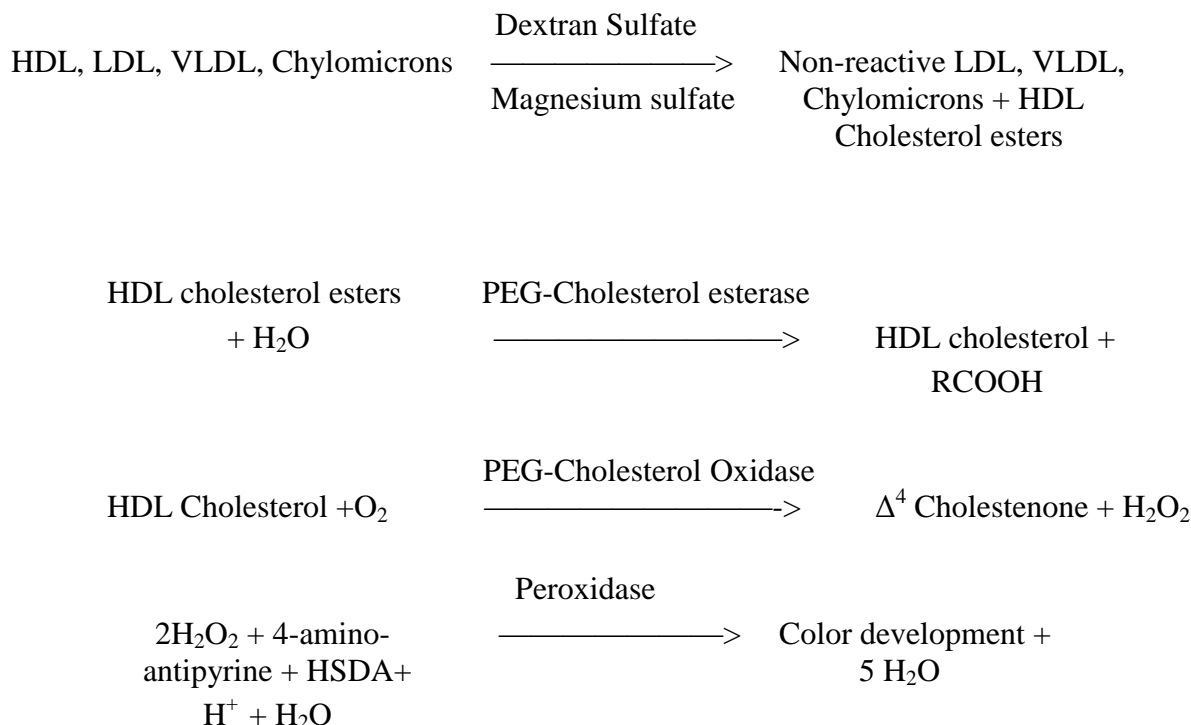 Dextran Sulfate
HDL, LDL, VLDL, Chylomicrons ———————> Non-reactive LDL, VLDL,
Magnesium sulfate Chylomicrons + HDL
Cholesterol esters
HDL cholesterol esters PEG-Cholesterol esterase
+ H₂O —————————> HDL cholesterol +
RCOOH
PEG-Cholesterol Oxidase
HDL Cholesterol +O₂ —————————-> Δ⁴ Cholestenone + H₂O₂
Peroxidase
2H₂O₂ + 4-amino- ———————> Color development +
antipyrine + HSDA+ 5 H₂O
H⁺ + H₂O